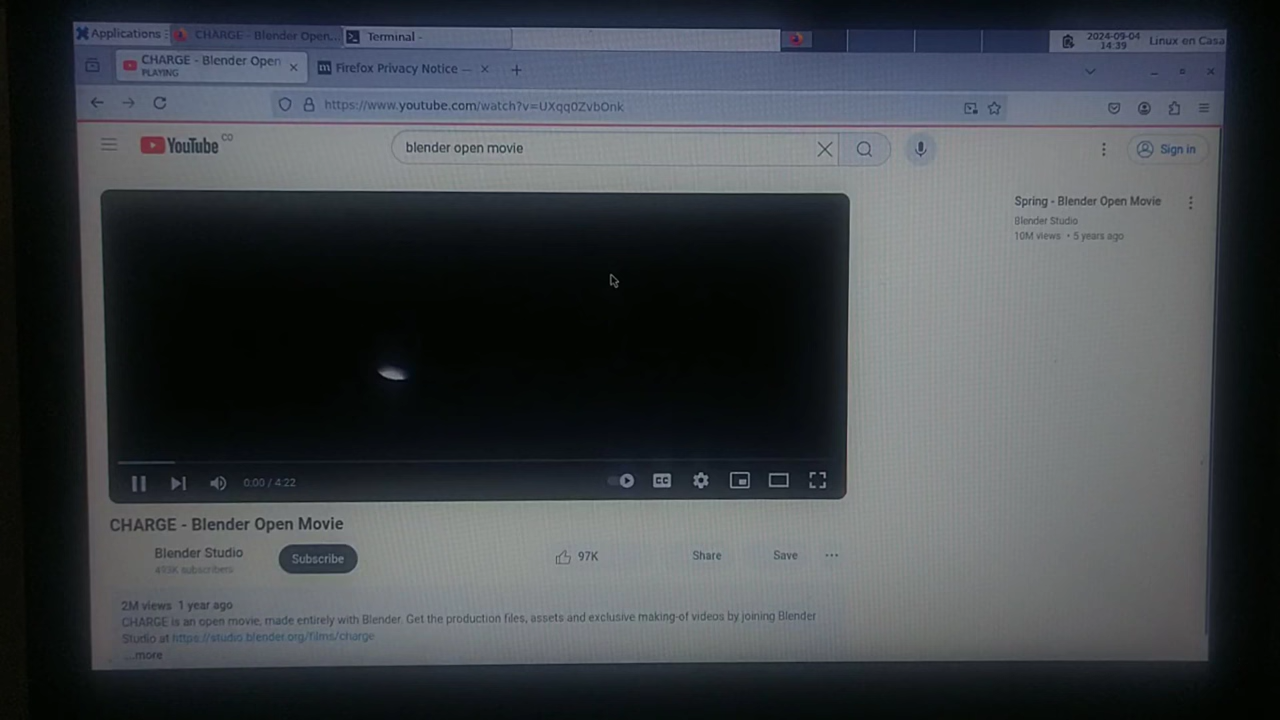 Applications
CHARGE - Blender Open...
Terminal -
2024-09-04
14:39
Linux en Casa
CHARGE - Blender Open
PLAYING
Firefox Privacy Notice —
https://www.youtube.com/watch?v=UXqq0ZvbOnk
YouTube CO
blender open movie
Sign in
Spring - Blender Open Movie
Blender Studio
10M views • 5 years ago
0:00 / 4:22
CC
CHARGE - Blender Open Movie
Blender Studio
subscribers
Subscribe
97K
Share
Save
2M views 1 year ago
CHARGE is an open movie, made entirely with Blender. Get the production files, assets and exclusive making-of videos by joining Blender
Studio at https://studio.blender.org/films/charge
...more